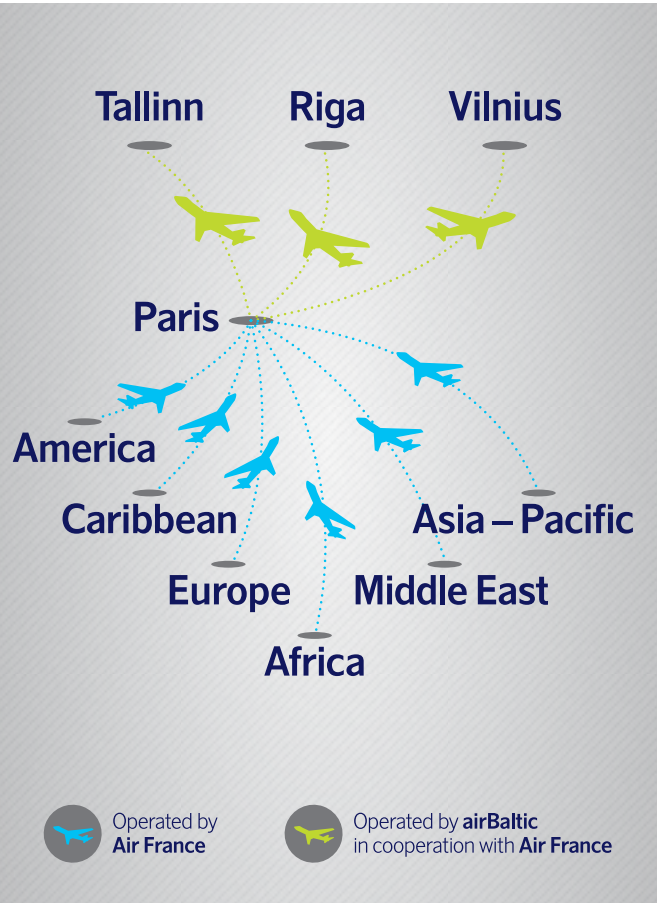 Tallinn
Riga
Vilnius
Paris
America
Caribbean
Asia – Pacific
Europe
Middle East
Africa
Operated by
Air France
Operated by airBaltic
in cooperation with Air France